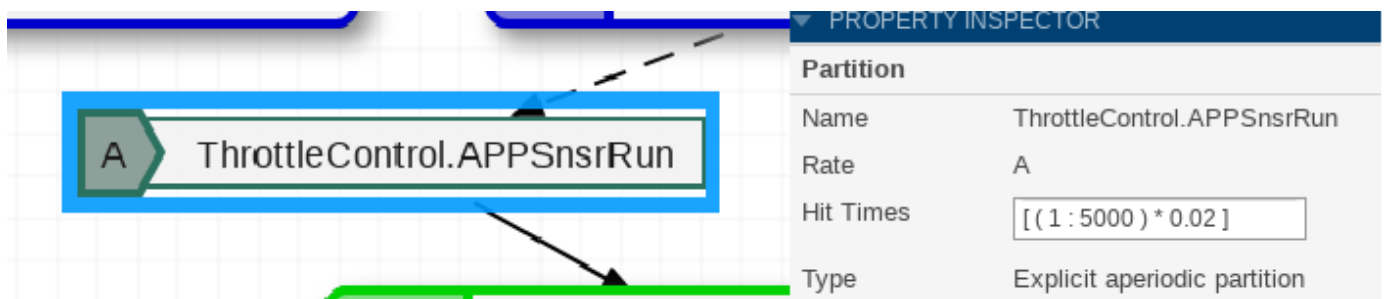 A ThrottleControl.APPSnsrRun
PROPERTY INSPECTOR
Partition
Name ThrottleControl.APPSnsrRun
Rate A
Hit Times [ ( 1 : 5000 ) * 0.02 ]
Type Explicit aperiodic partition